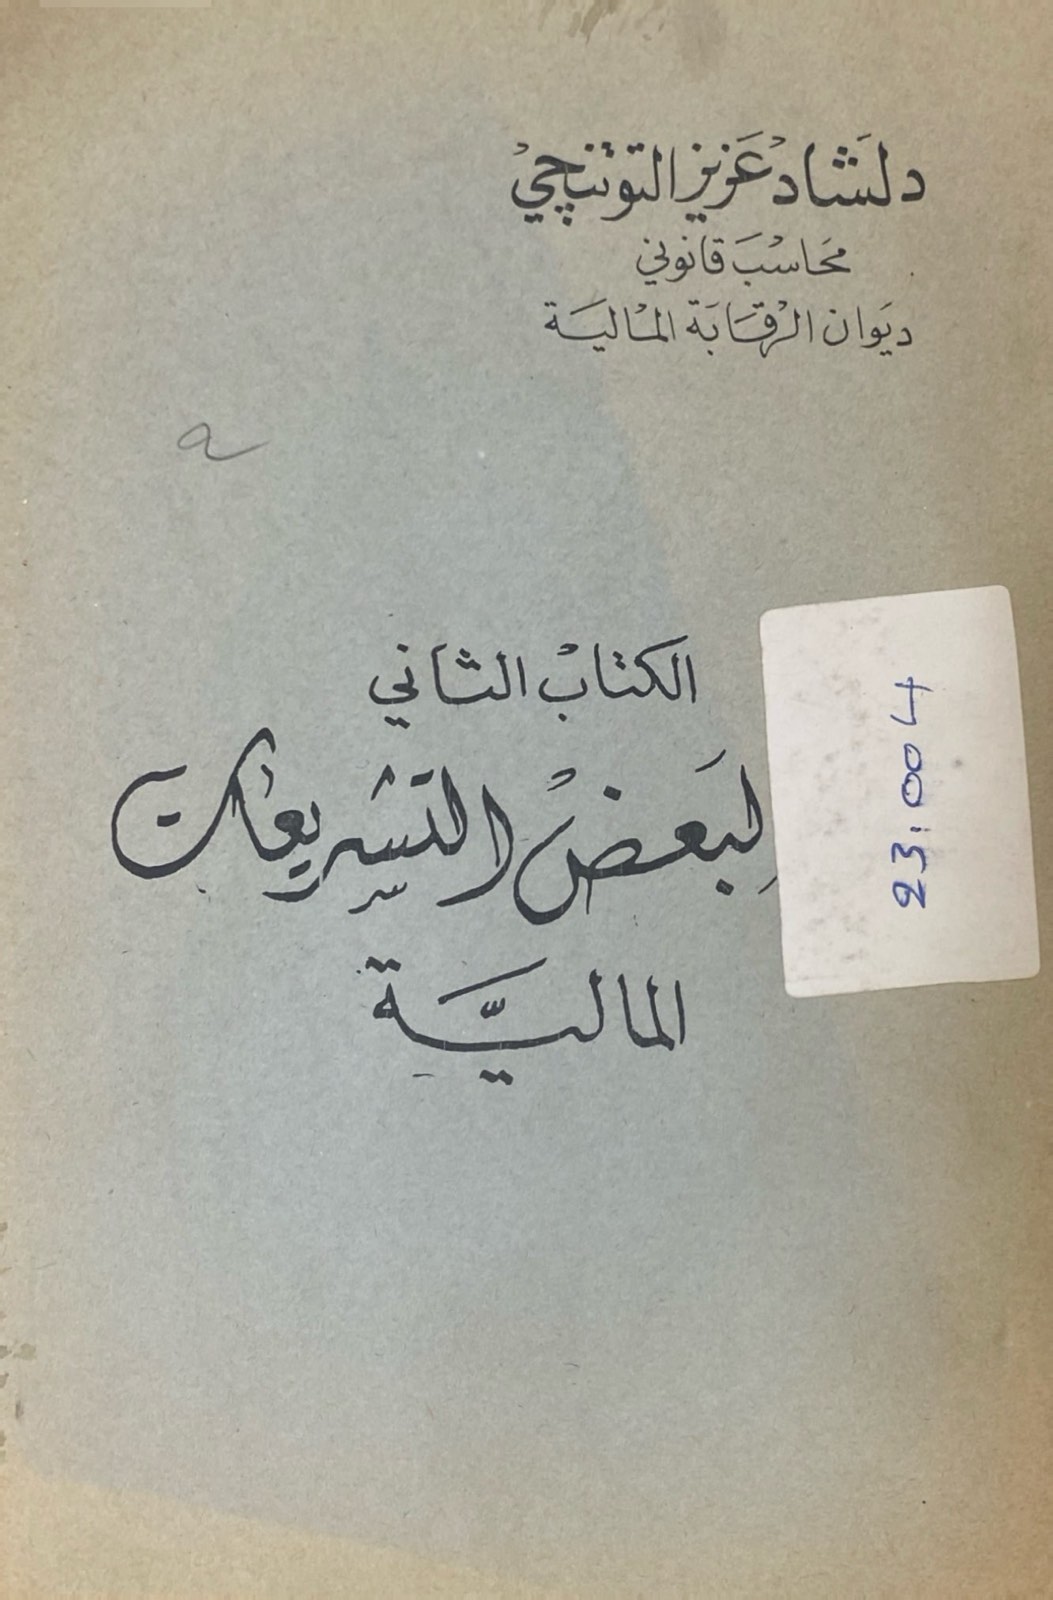 دلشاد عزيز التوتنچي
محاسب قانوني
ديوان الرقابة المالية
الكتاب الثاني
لبعض التشريعات
المالية
23:004